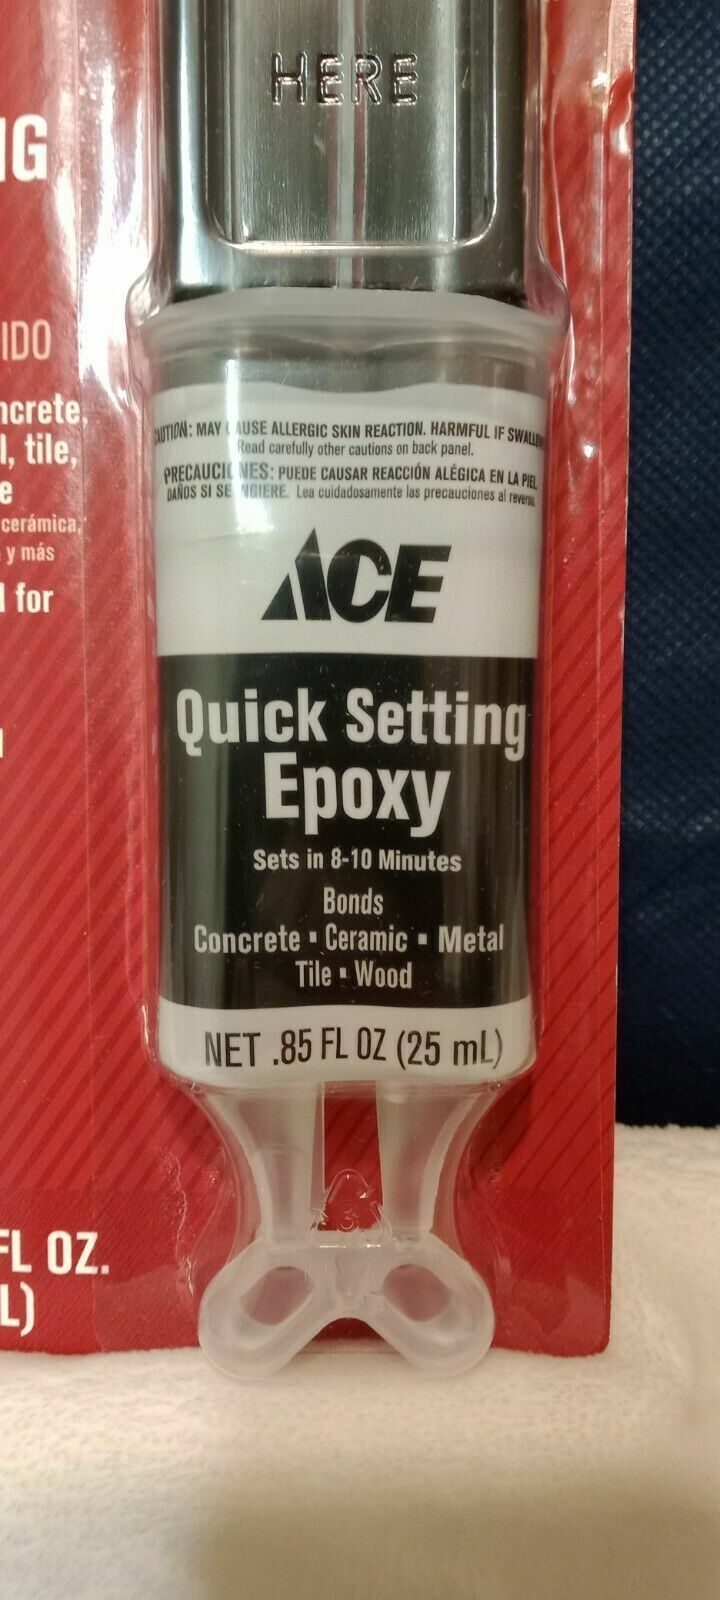 HERE
NG
IDO
ncrete,
l, tile,
e
cerámica,
y más
l for
FL OZ.
L)
CAUTION: MAY CAUSE ALLERGIC SKIN REACTION. HARMFUL IF SWALLOW
Read carefully other cautions on back panel.
PRECAUCIONES: PUEDE CAUSAR REACCIÓN ALÉGICA EN LA PIEL
DAÑOS SI SE INGIERE. Lea cuidadosamente las precauciones al reverso.
ACE
Quick Setting
Epoxy
Sets in 8-10 Minutes
Bonds
Concrete ▪ Ceramic ▪ Metal
Tile ▪ Wood
NET .85 FL OZ (25 mL)